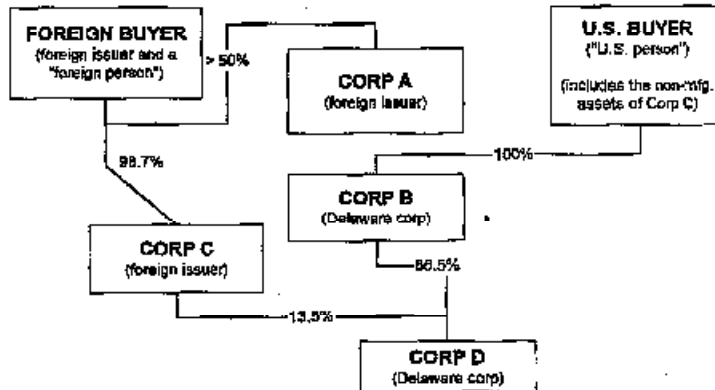 FOREIGN BUYER
(foreign issuer and a
"foreign person")
> 50%
CORP A
(foreign issuer)
U.S. BUYER
("U.S. person")
(includes the non-mfg.
assets of Corp C)
100%
98.7%
CORP B
(Delaware corp)
CORP C
(foreign issuer)
86.5%
13.5%
CORP D
(Delaware corp)